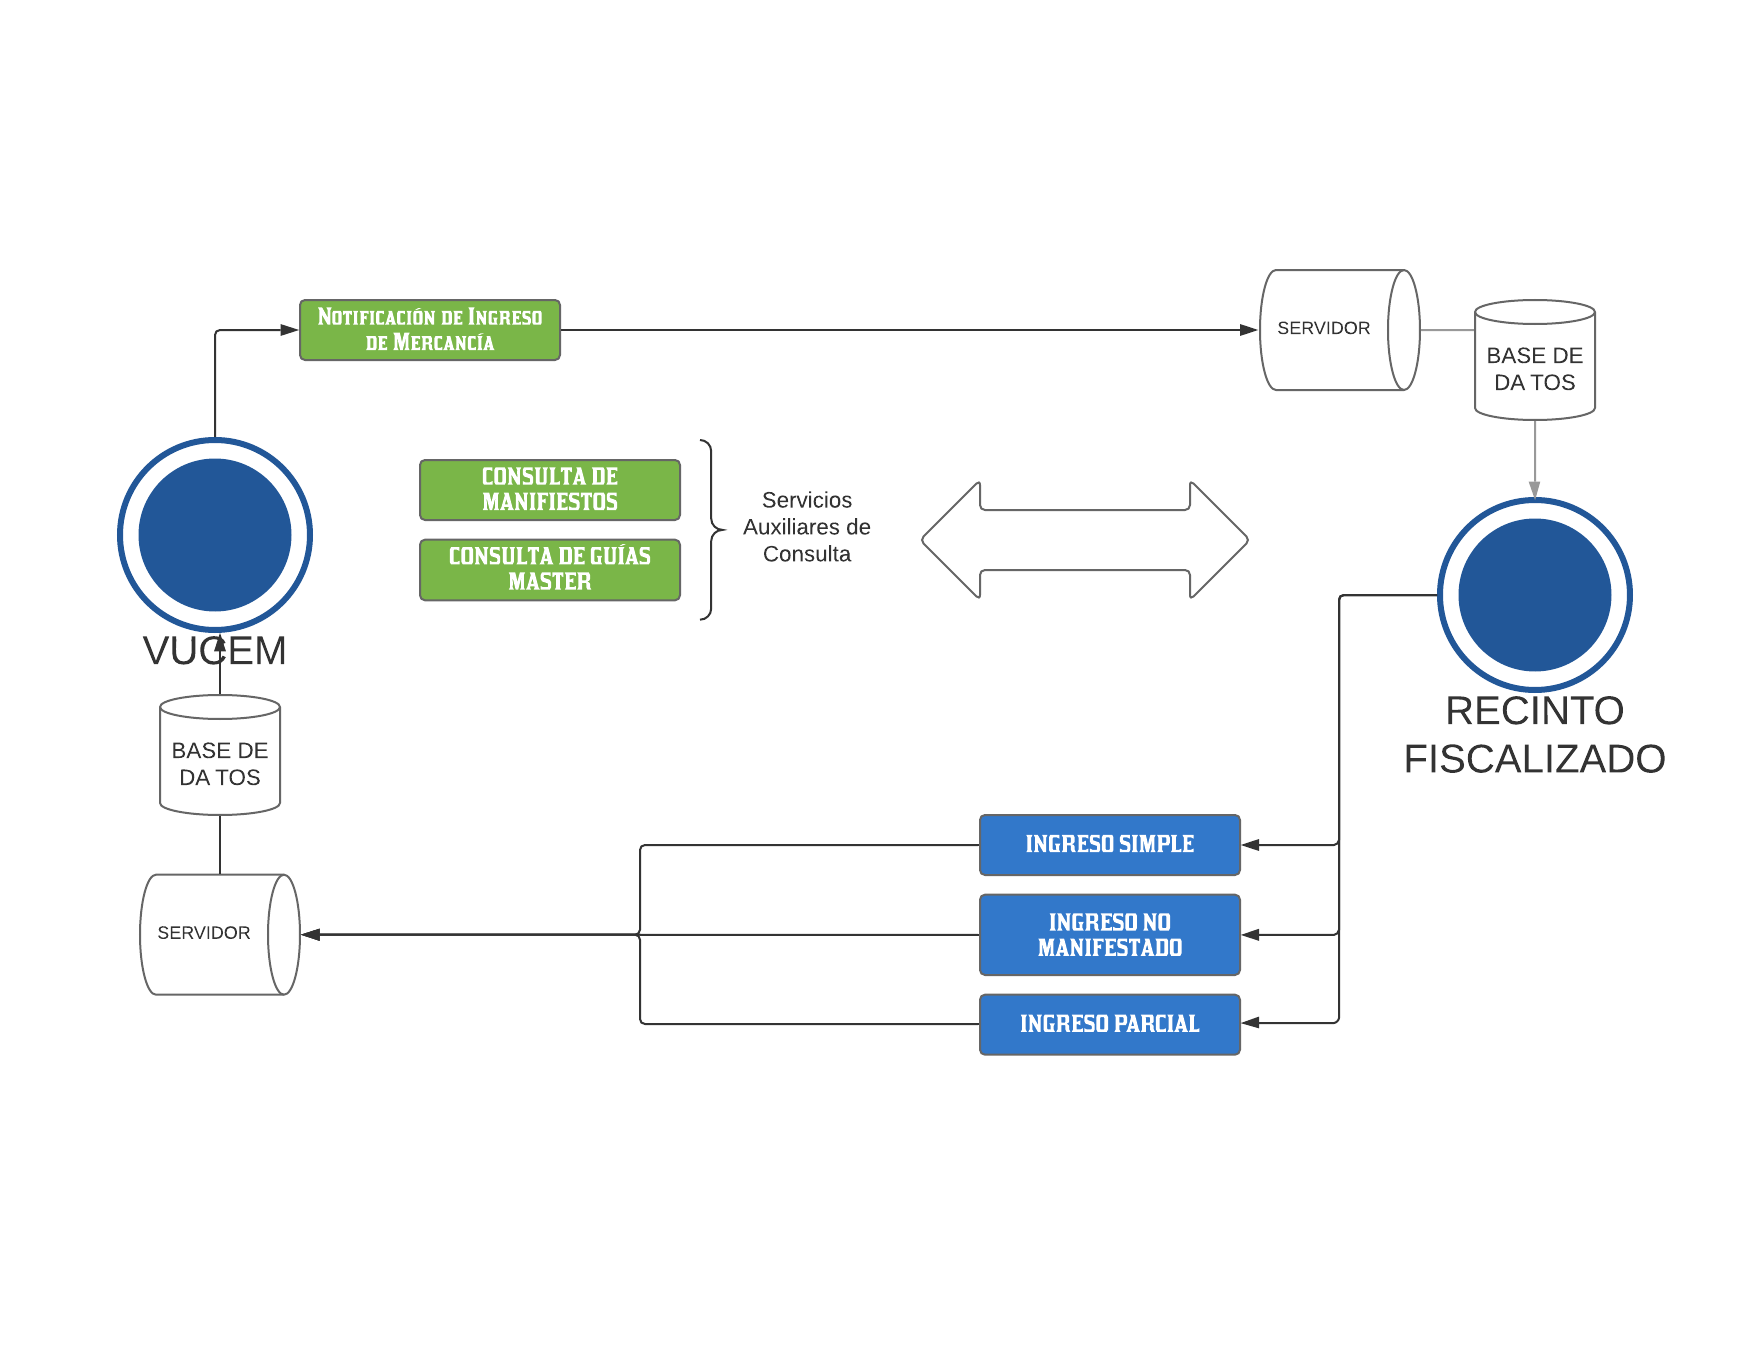 Notificación de Ingreso
de Mercancía
SERVIDOR
BASE DE
DA TOS
CONSULTA DE
MANIFIESTOS
CONSULTA DE GUÍAS
MASTER
Servicios
Auxiliares de
Consulta
VUCEM
RECINTO
FISCALIZADO
BASE DE
DA TOS
SERVIDOR
INGRESO SIMPLE
INGRESO NO
MANIFESTADO
INGRESO PARCIAL